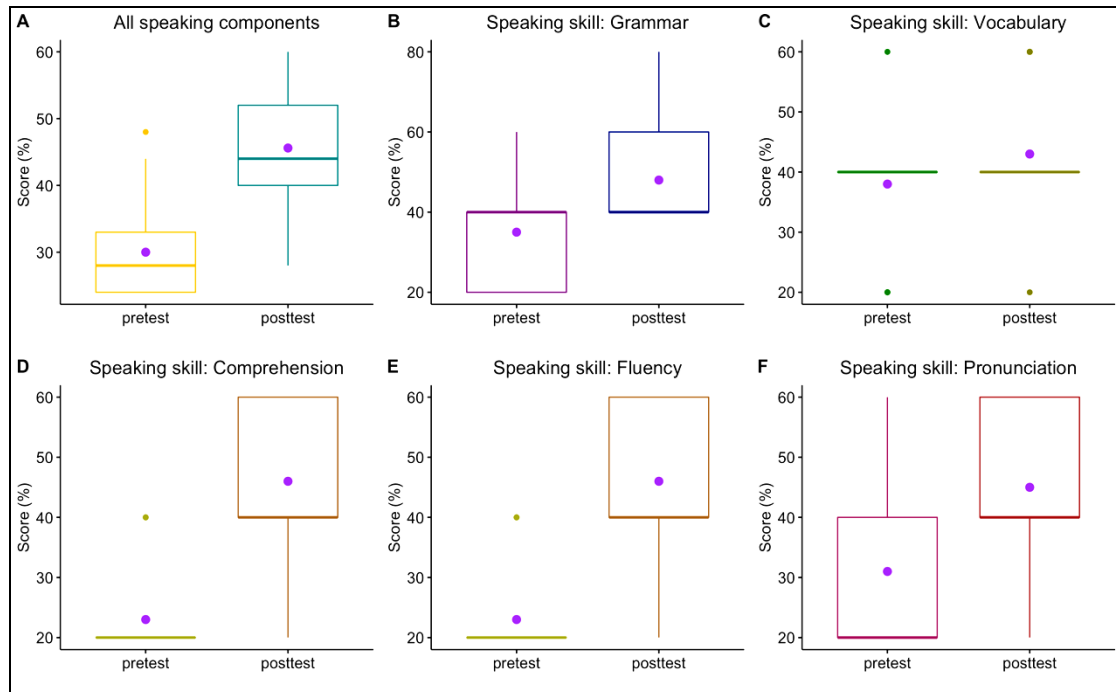 A All speaking components
Score (%)
60
50
40
30
pretest posttest
B Speaking skill: Grammar
Score (%)
80
60
40
20
pretest posttest
C Speaking skill: Vocabulary
Score (%)
60
50
40
30
20
pretest posttest
D Speaking skill: Comprehension
Score (%)
60
50
40
30
20
pretest posttest
E Speaking skill: Fluency
Score (%)
60
50
40
30
20
pretest posttest
F Speaking skill: Pronunciation
Score (%)
60
50
40
30
20
pretest posttest